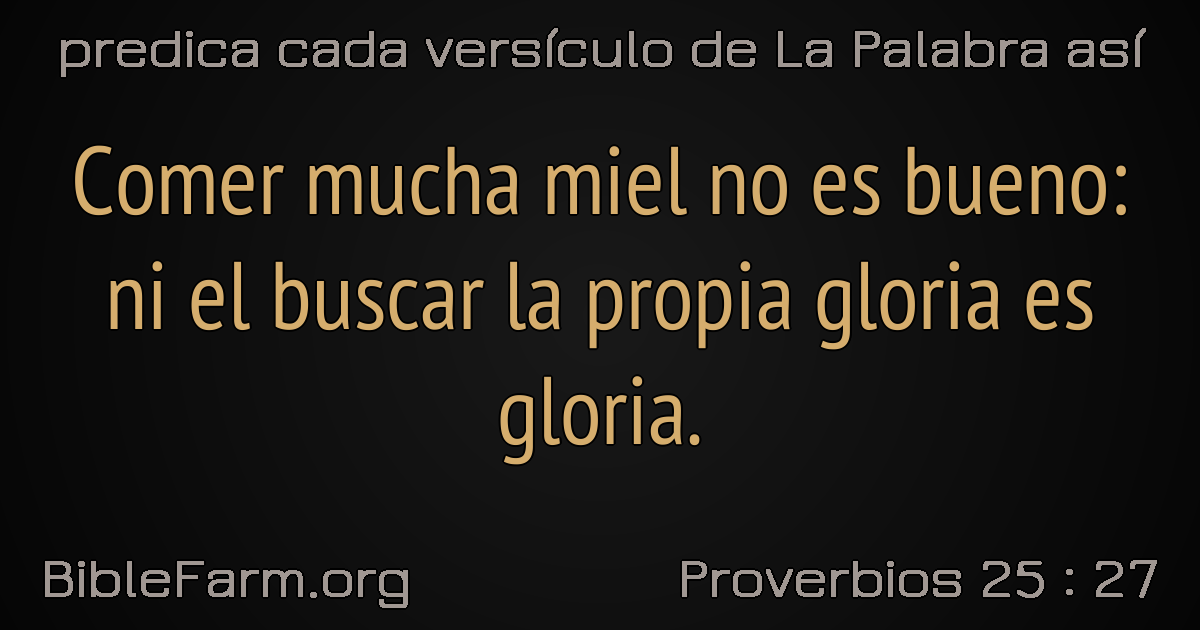 predica cada versículo de La Palabra así
Comer mucha miel no es bueno:
ni el buscar la propia gloria es
gloria.
BibleFarm.org
Proverbios 25 : 27